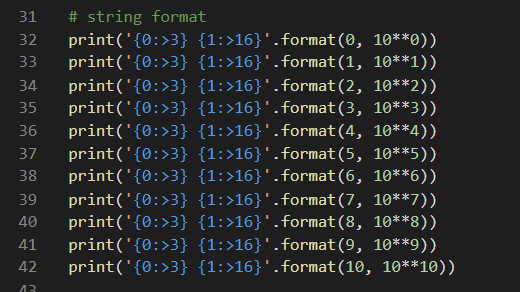 31 # string format
32 print('{0:>3} {1:>16}'.format(0, 10**0))
33 print('{0:>3} {1:>16}'.format(1, 10**1))
34 print('{0:>3} {1:>16}'.format(2, 10**2))
35 print('{0:>3} {1:>16}'.format(3, 10**3))
36 print('{0:>3} {1:>16}'.format(4, 10**4))
37 print('{0:>3} {1:>16}'.format(5, 10**5))
38 print('{0:>3} {1:>16}'.format(6, 10**6))
39 print('{0:>3} {1:>16}'.format(7, 10**7))
40 print('{0:>3} {1:>16}'.format(8, 10**8))
41 print('{0:>3} {1:>16}'.format(9, 10**9))
42 print('{0:>3} {1:>16}'.format(10, 10**10))
43